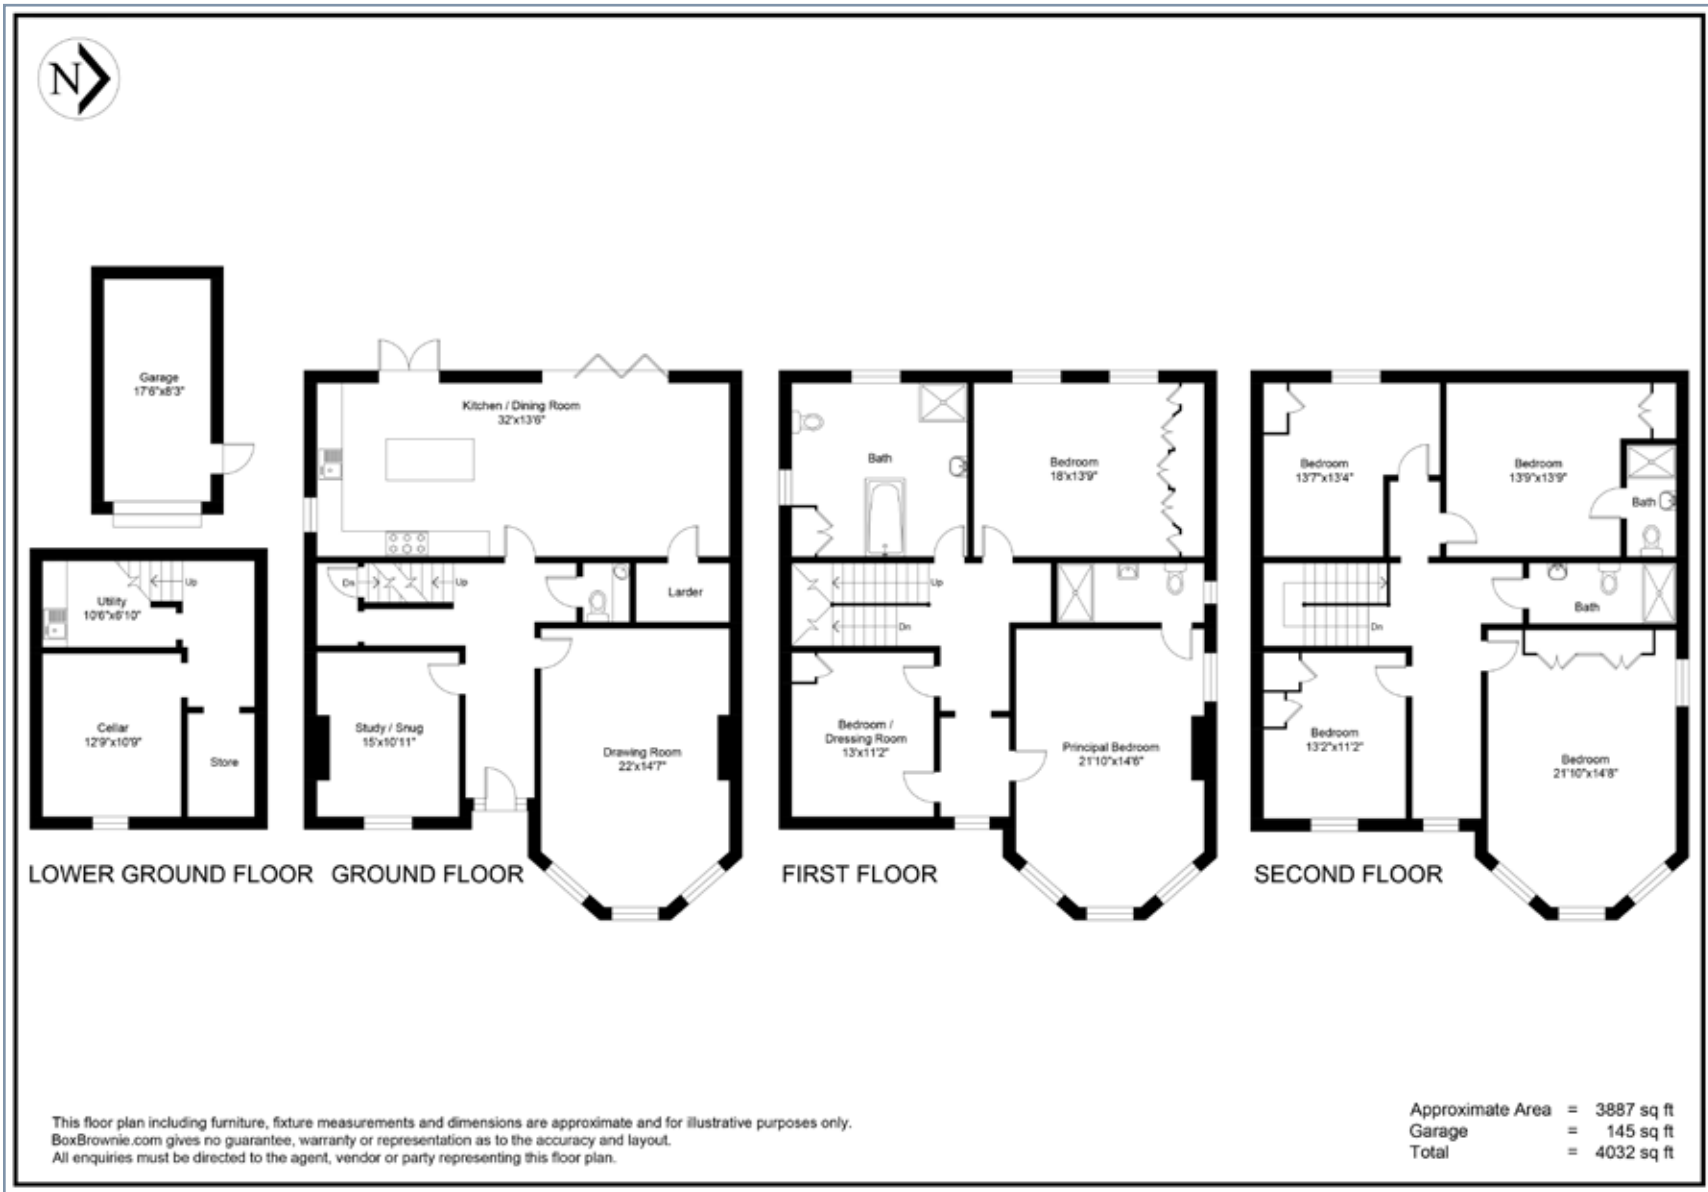 N
Garage
17'6"x8'3"
Utility
10'6"x6'10"
Up
Cellar
12'9"x10'9"
Store
LOWER GROUND FLOOR
Kitchen / Dining Room
32'x13'6"
Dn
Up
Larder
Study / Snug
15'x10'11"
Drawing Room
22'x14'7"
GROUND FLOOR
Bath
Bedroom
18'x13'9"
Up
Dn
Bedroom /
Dressing Room
13'x11'2"
Principal Bedroom
21'10"x14'6"
FIRST FLOOR
Bedroom
13'7"x13'4"
Bedroom
13'9"x13'9"
Bath
Bath
Dn
Bedroom
13'2"x11'2"
Bedroom
21'10"x14'8"
SECOND FLOOR
This floor plan including furniture, fixture measurements and dimensions are approximate and for illustrative purposes only.
BoxBrownie.com gives no guarantee, warranty or representation as to the accuracy and layout.
All enquiries must be directed to the agent, vendor or party representing this floor plan.
Approximate Area = 3887 sq ft
Garage = 145 sq ft
Total = 4032 sq ft